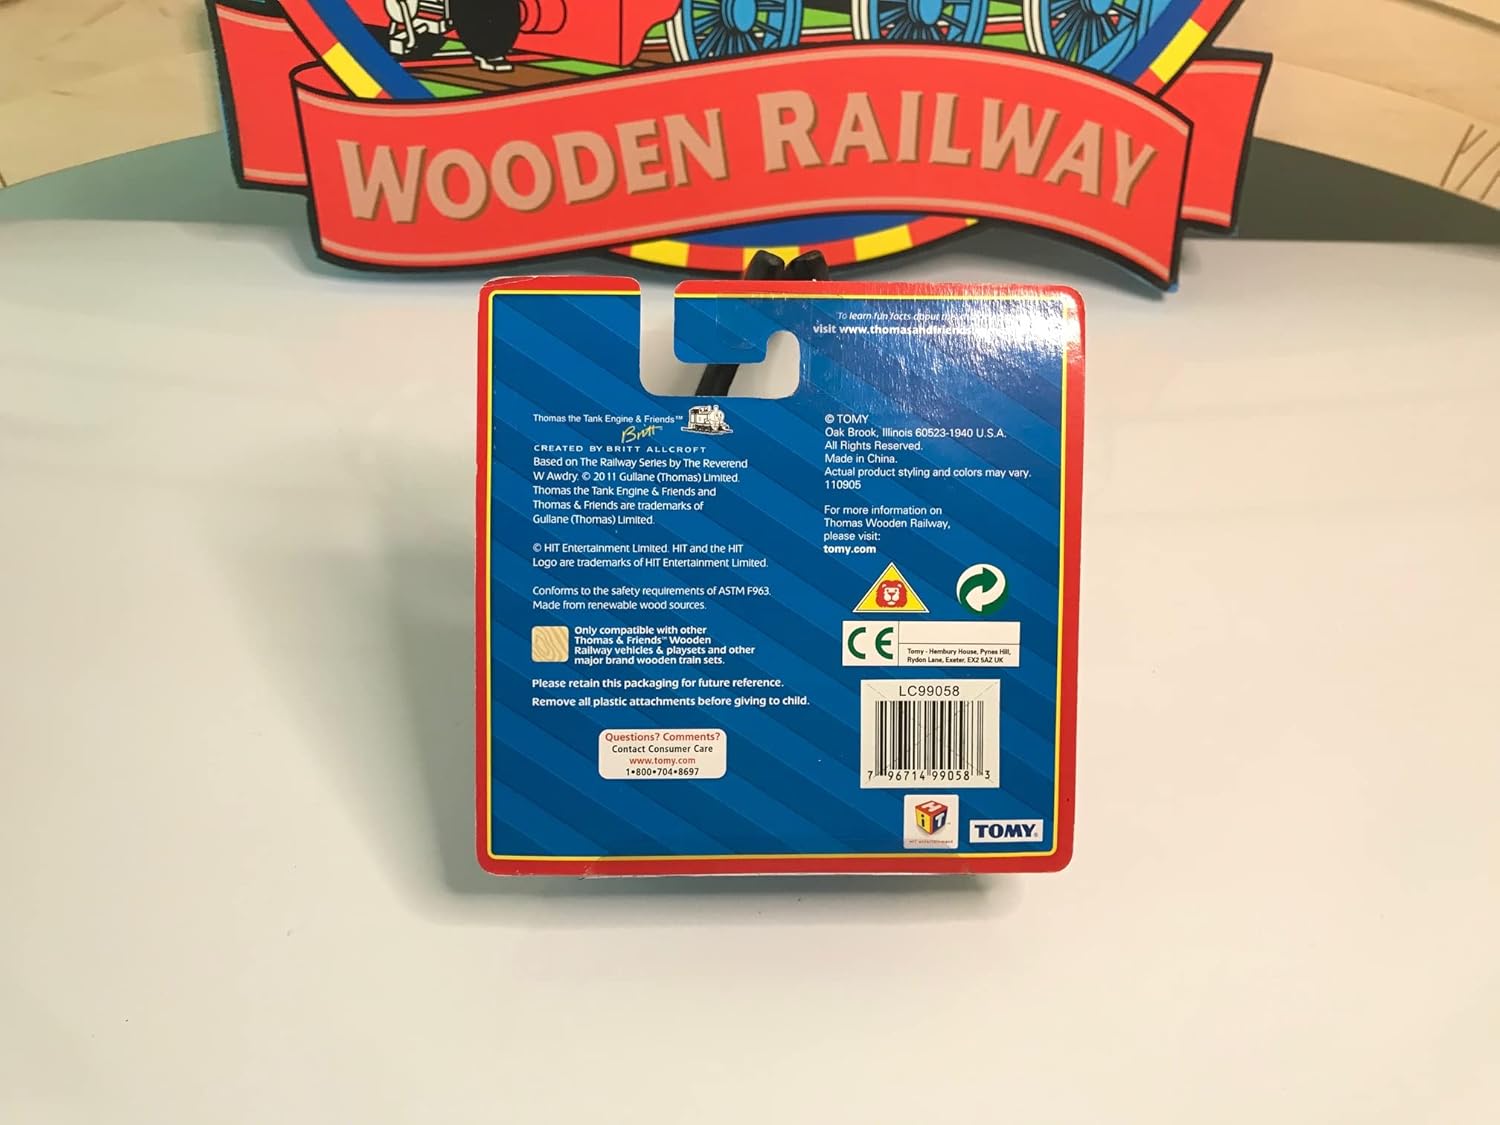 WOODEN RAILWAY
To learn fun facts about
visit www.thomasandfriends
Thomas the Tank Engine & Friends™
Britt
CREATED BY BRITT ALLCROFT
Based on The Railway Series by The Reverend
W Awdry. © 2011 Gullane (Thomas) Limited.
Thomas the Tank Engine & Friends and
Thomas & Friends are trademarks of
Gullane (Thomas) Limited.
© HIT Entertainment Limited. HIT and the HIT
Logo are trademarks of HIT Entertainment Limited.
Conforms to the safety requirements of ASTM F963.
Made from renewable wood sources.
Only compatible with other
Thomas & Friends™ Wooden
Railway vehicles & playsets and other
major brand wooden train sets.
Please retain this packaging for future reference.
Remove all plastic attachments before giving to child.
Questions? Comments?
Contact Consumer Care
www.tomy.com
1•800•704•8697
© TOMY
Oak Brook, Illinois 60523-1940 U.S.A.
All Rights Reserved.
Made in China.
Actual product styling and colors may vary.
110905
For more information on
Thomas Wooden Railway,
please visit:
tomy.com
CE
Tomy - Hembury House, Pynes Hill,
Rydon Lane, Exeter, EX2 5AZ UK
LC99058
7 96714 99058 3
HiT
HIT entertainment
TOMY®